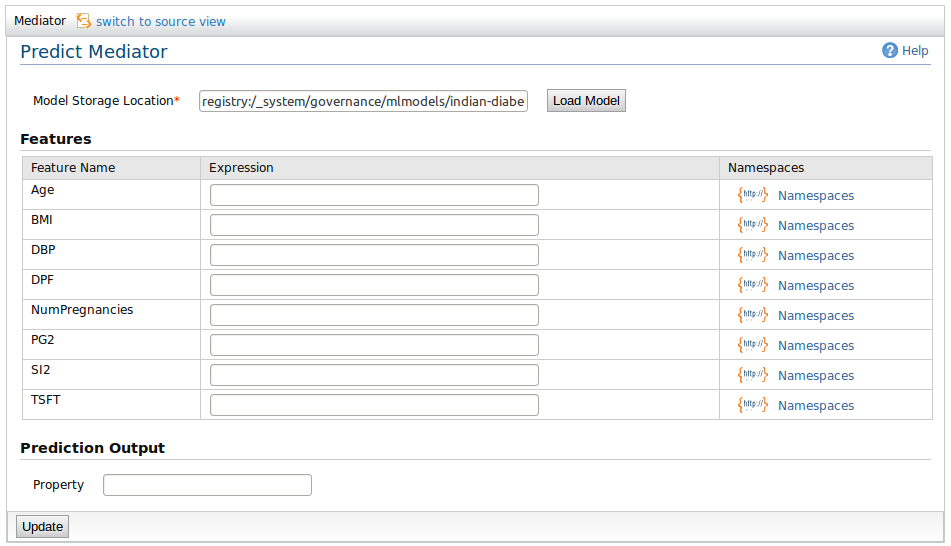 Mediator switch to source view
Predict Mediator Help
Model Storage Location* registry:/_system/governance/mlmodels/indian-diabe Load Model
Features
Feature Name Expression Namespaces
Age {http://} Namespaces
BMI {http://} Namespaces
DBP {http://} Namespaces
DPF {http://} Namespaces
NumPregnancies {http://} Namespaces
PG2 {http://} Namespaces
SI2 {http://} Namespaces
TSFT {http://} Namespaces
Prediction Output
Property
Update